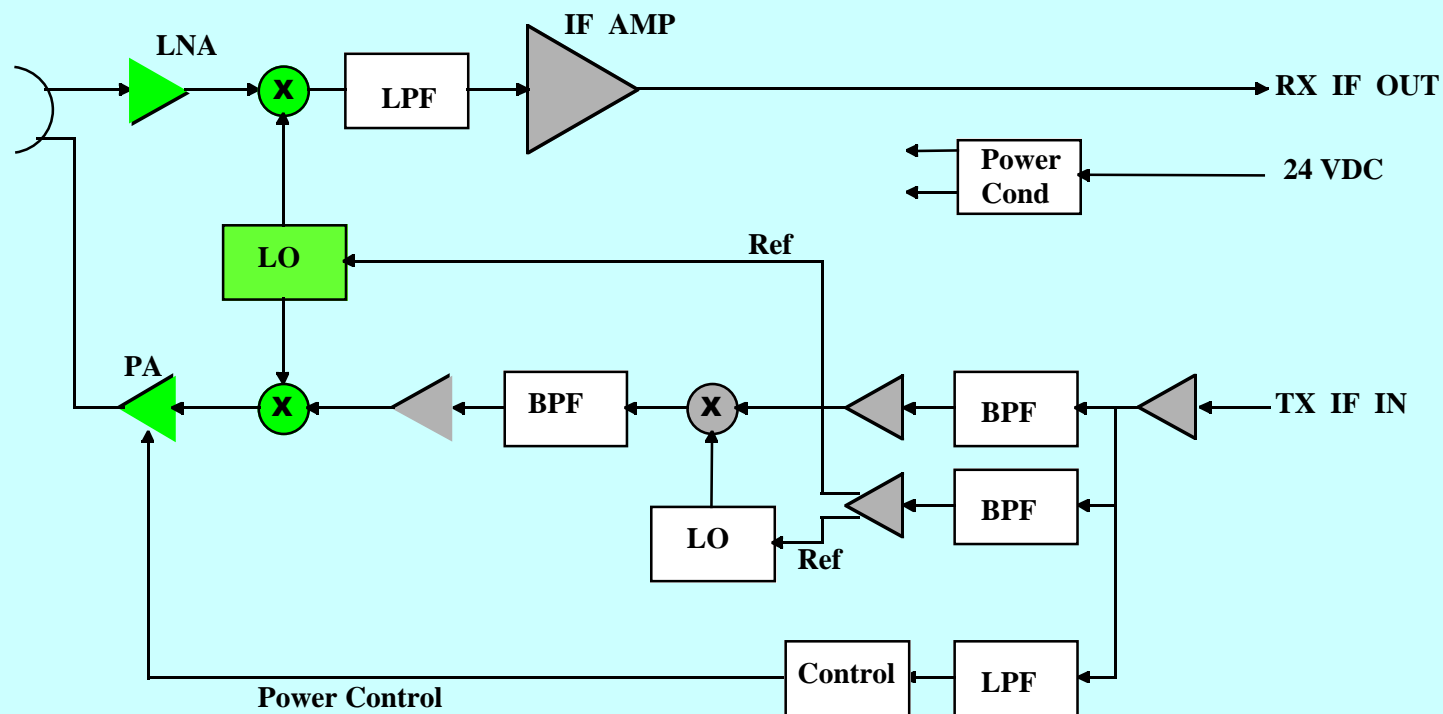 IF AMP
LNA
X
LPF
RX IF OUT
Power
Cond
24 VDC
Ref
LO
PA
X
BPF
X
BPF
TX IF IN
BPF
LO
Ref
Control
LPF
Power Control